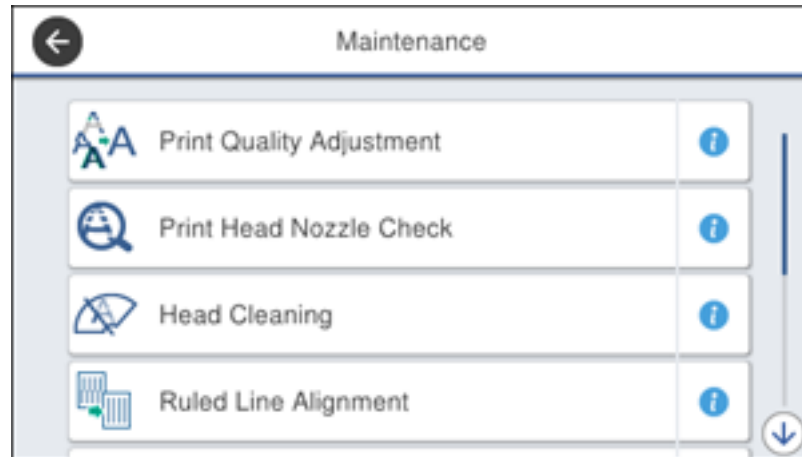 Maintenance
Print Quality Adjustment
Print Head Nozzle Check
Head Cleaning
Ruled Line Alignment